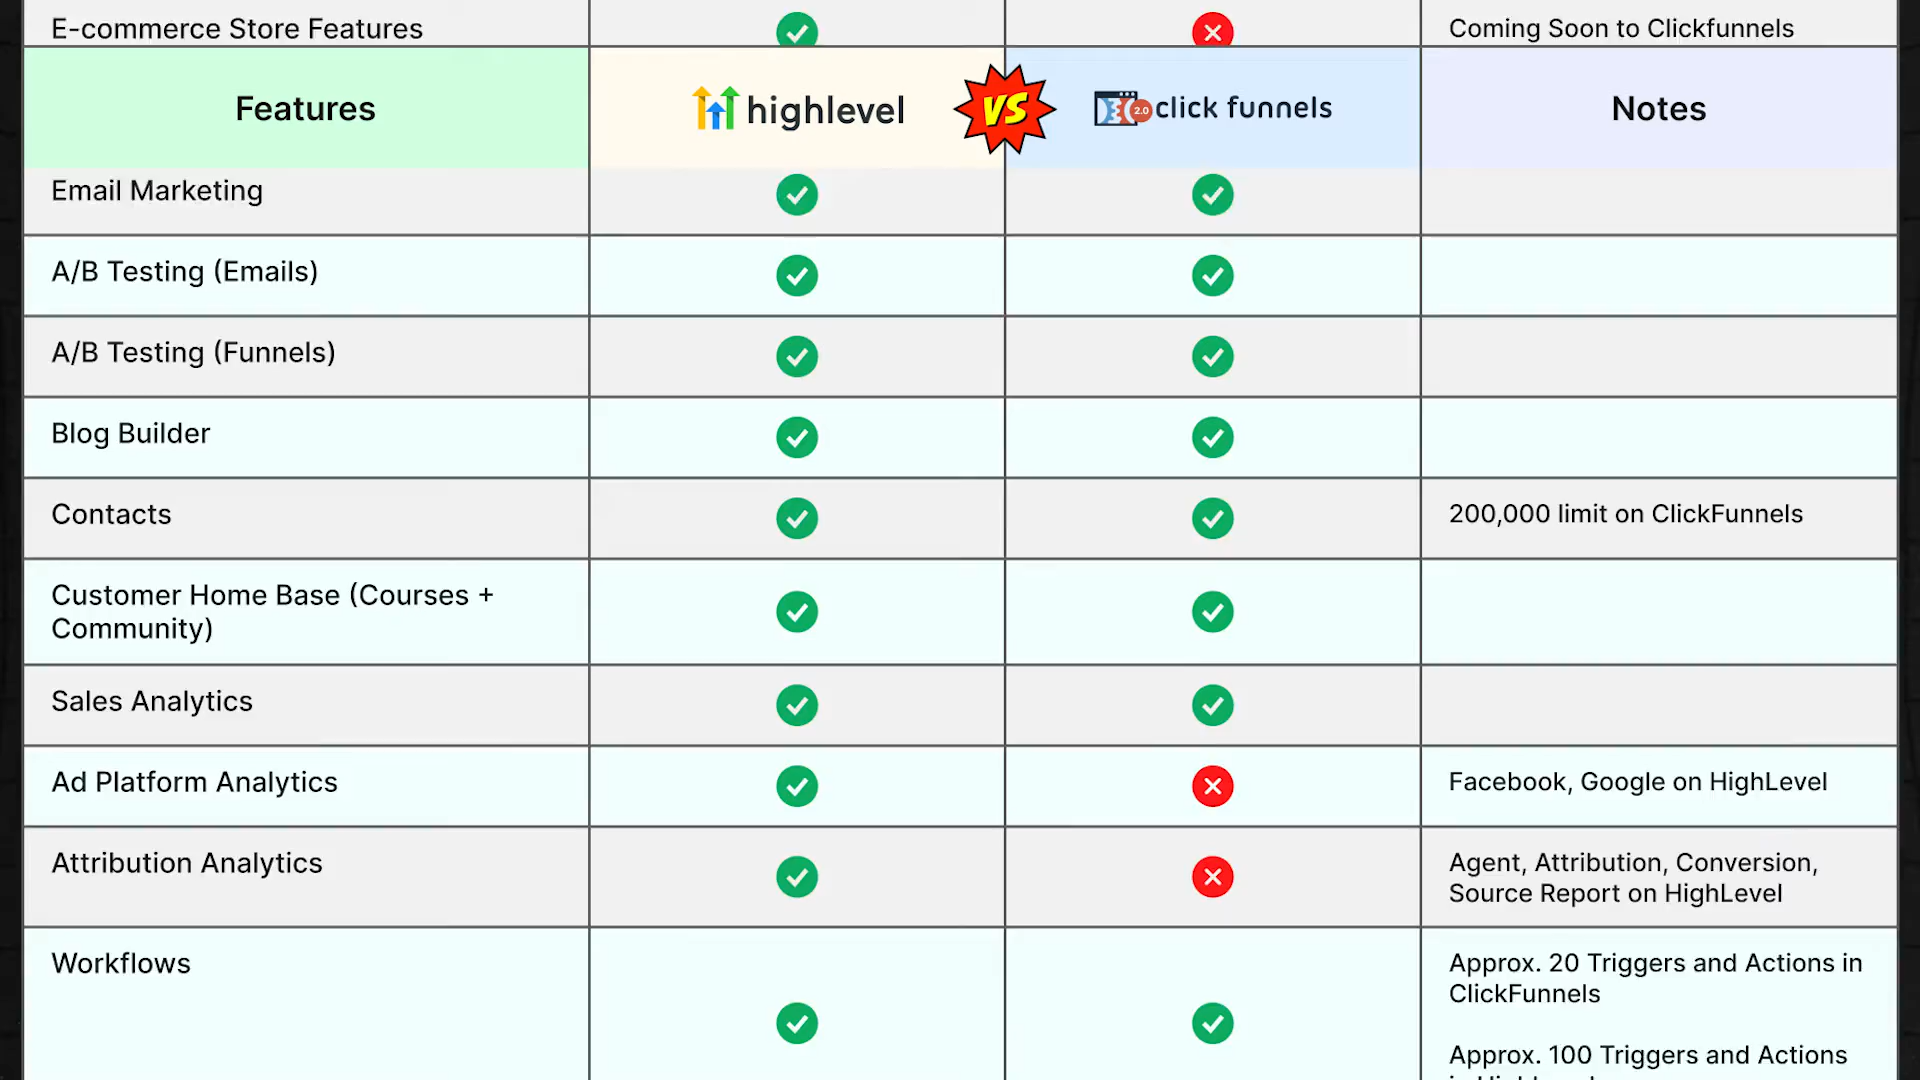 E-commerce Store Features
Coming Soon to Clickfunnels
Features
highlevel
VS
2.0
click funnels
Notes
Email Marketing
A/B Testing (Emails)
A/B Testing (Funnels)
Blog Builder
Contacts
200,000 limit on ClickFunnels
Customer Home Base (Courses +
Community)
Sales Analytics
Ad Platform Analytics
Facebook, Google on HighLevel
Attribution Analytics
Agent, Attribution, Conversion,
Source Report on HighLevel
Workflows
Approx. 20 Triggers and Actions in
ClickFunnels
Approx. 100 Triggers and Actions